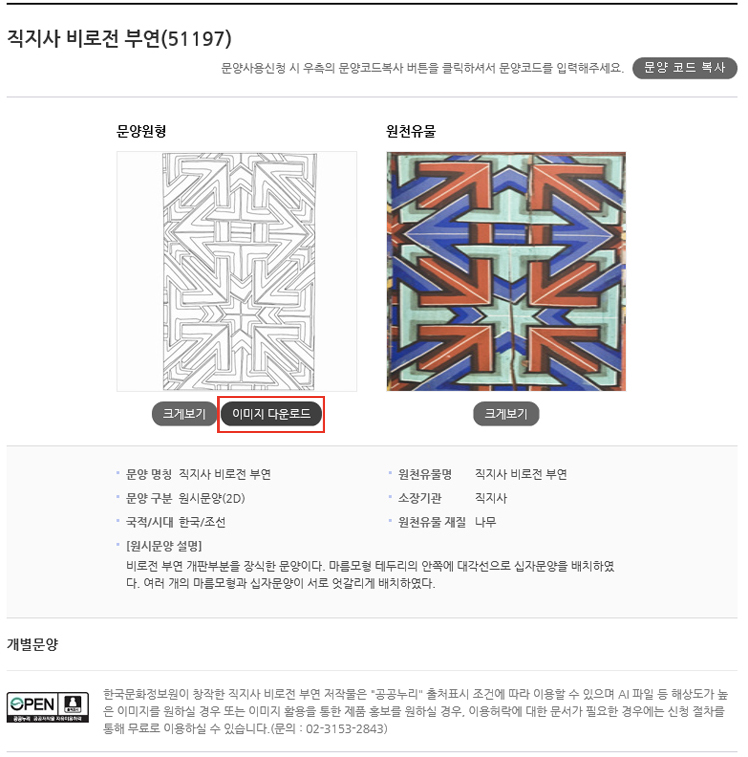 직지사 비로전 부연(51197)
문양사용신청 시 우측의 문양코드복사 버튼을 클릭하셔서 문양코드를 입력해주세요. 문양 코드 복사
문양원형 원천유물
크게보기 이미지 다운로드 크게보기
문양 명칭 직지사 비로전 부연 원천유물명 직지사 비로전 부연
문양 구분 원시문양(2D) 소장기관 직지사
국적/시대 한국/조선 원천유물 재질 나무
[원시문양 설명]
비로전 부연 개판부분을 장식한 문양이다. 마름모형 테두리의 안쪽에 대각선으로 십자문양을 배치하였
다. 여러 개의 마름모형과 십자문양이 서로 엇갈리게 배치하였다.
개별문양
OPEN
공공누리 공공저작물 자유이용허락
한국문화정보원이 창작한 직지사 비로전 부연 저작물은 "공공누리" 출처표시 조건에 따라 이용할 수 있으며 AI 파일 등 해상도가 높
은 이미지를 원하실 경우 또는 이미지 활용을 통한 제품 홍보를 원하실 경우, 이용허락에 대한 문서가 필요한 경우에는 신청 절차를
통해 무료로 이용하실 수 있습니다.(문의 : 02-3153-2843)